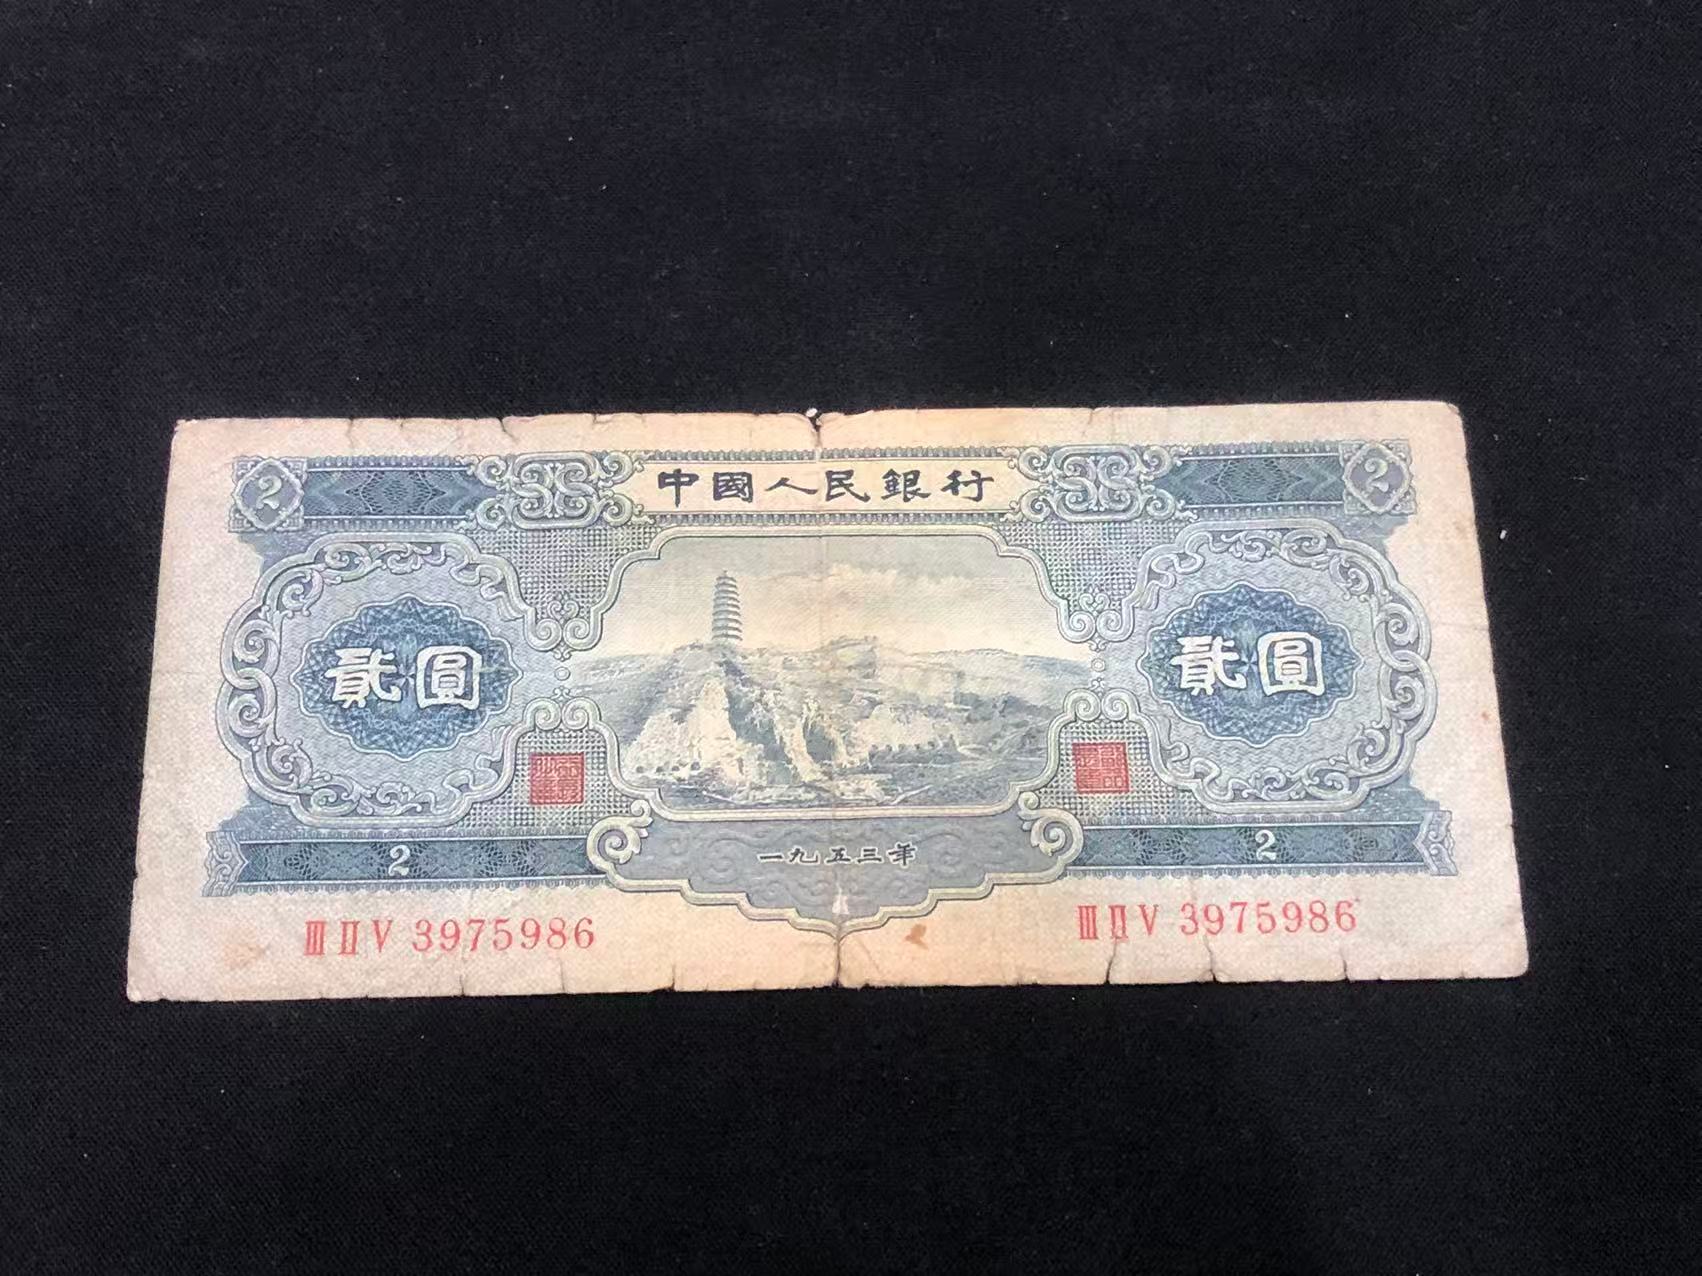 2 中國人民銀行 2
貳圓 貳圓
2 一九五三年 2
ⅢⅡⅤ 3975986 ⅢⅡⅤ 3975986